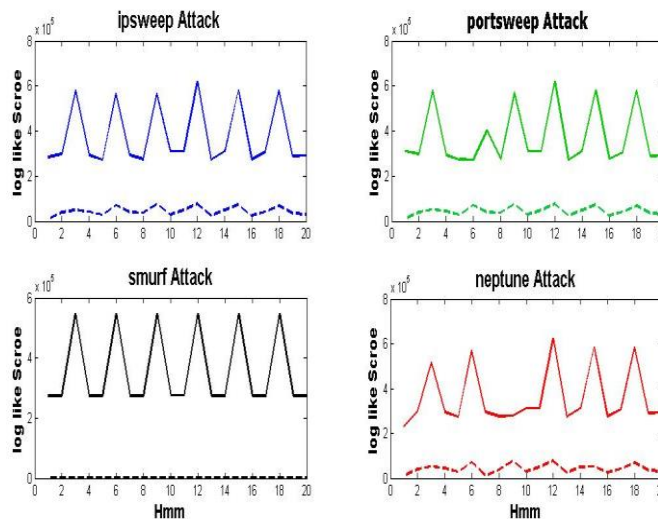 ipsweep Attack
x 10^5
8
6
4
2
0
log like Scroe
0 2 4 6 8 10 12 14 16 18 20
portsweep Attack
x 10^5
8
6
4
2
0
log like Scroe
0 2 4 6 8 10 12 14 16 18 2
smurf Attack
x 10^5
6
4
2
0
log like Scroe
0 2 4 6 8 10 12 14 16 18 20
Hmm
neptune Attack
x 10^5
8
6
4
2
0
log like Scroe
0 2 4 6 8 10 12 14 16 18 20
Hmm